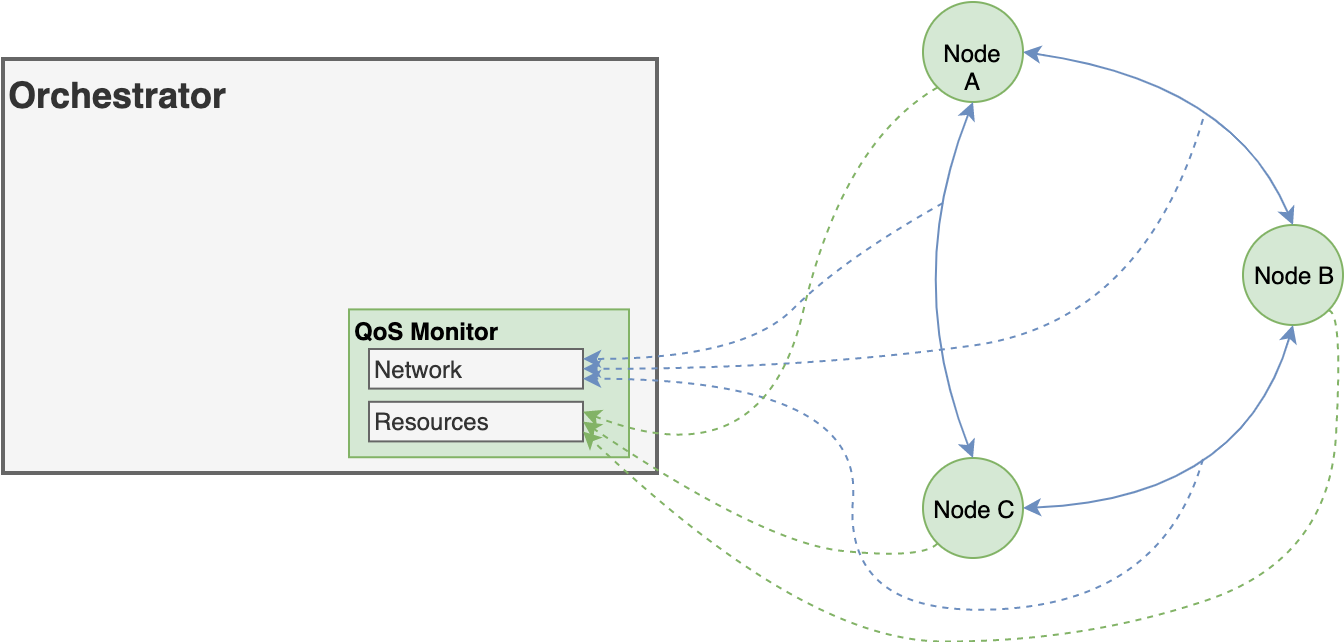 Orchestrator
QoS Monitor
Network
Resources
Node
A
Node B
Node C